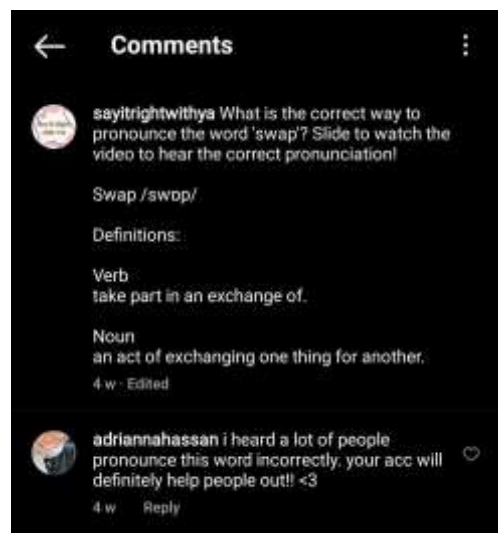 Comments
sayitrightwithya What is the correct way to
pronounce the word 'swap'? Slide to watch the
video to hear the correct pronunciation!
Swap /swɒp/
Definitions:
Verb
take part in an exchange of.
Noun
an act of exchanging one thing for another.
4 w · Edited
adriannahassan i heard a lot of people
pronounce this word incorrectly. your acc will
definitely help people out!! <3
4 w Reply